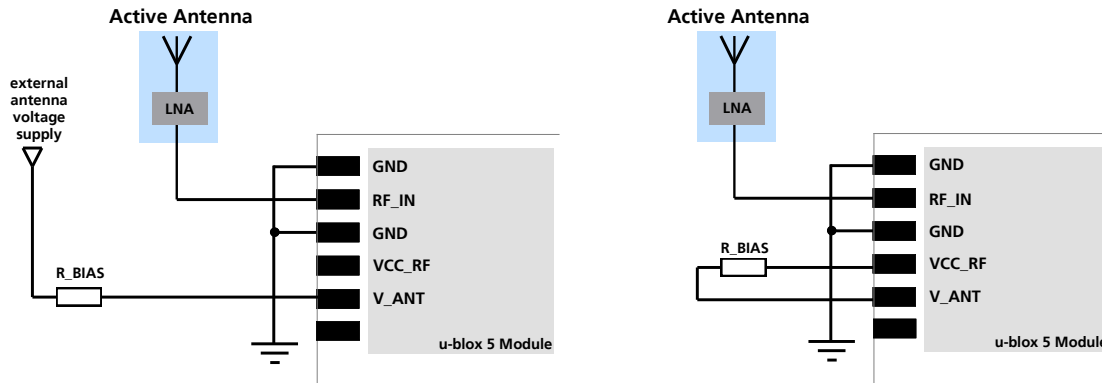 Active Antenna
external
antenna
voltage
supply
LNA
GND
RF_IN
GND
VCC_RF
R_BIAS
V_ANT
u-blox 5 Module
Active Antenna
LNA
GND
RF_IN
GND
R_BIAS
VCC_RF
V_ANT
u-blox 5 Module